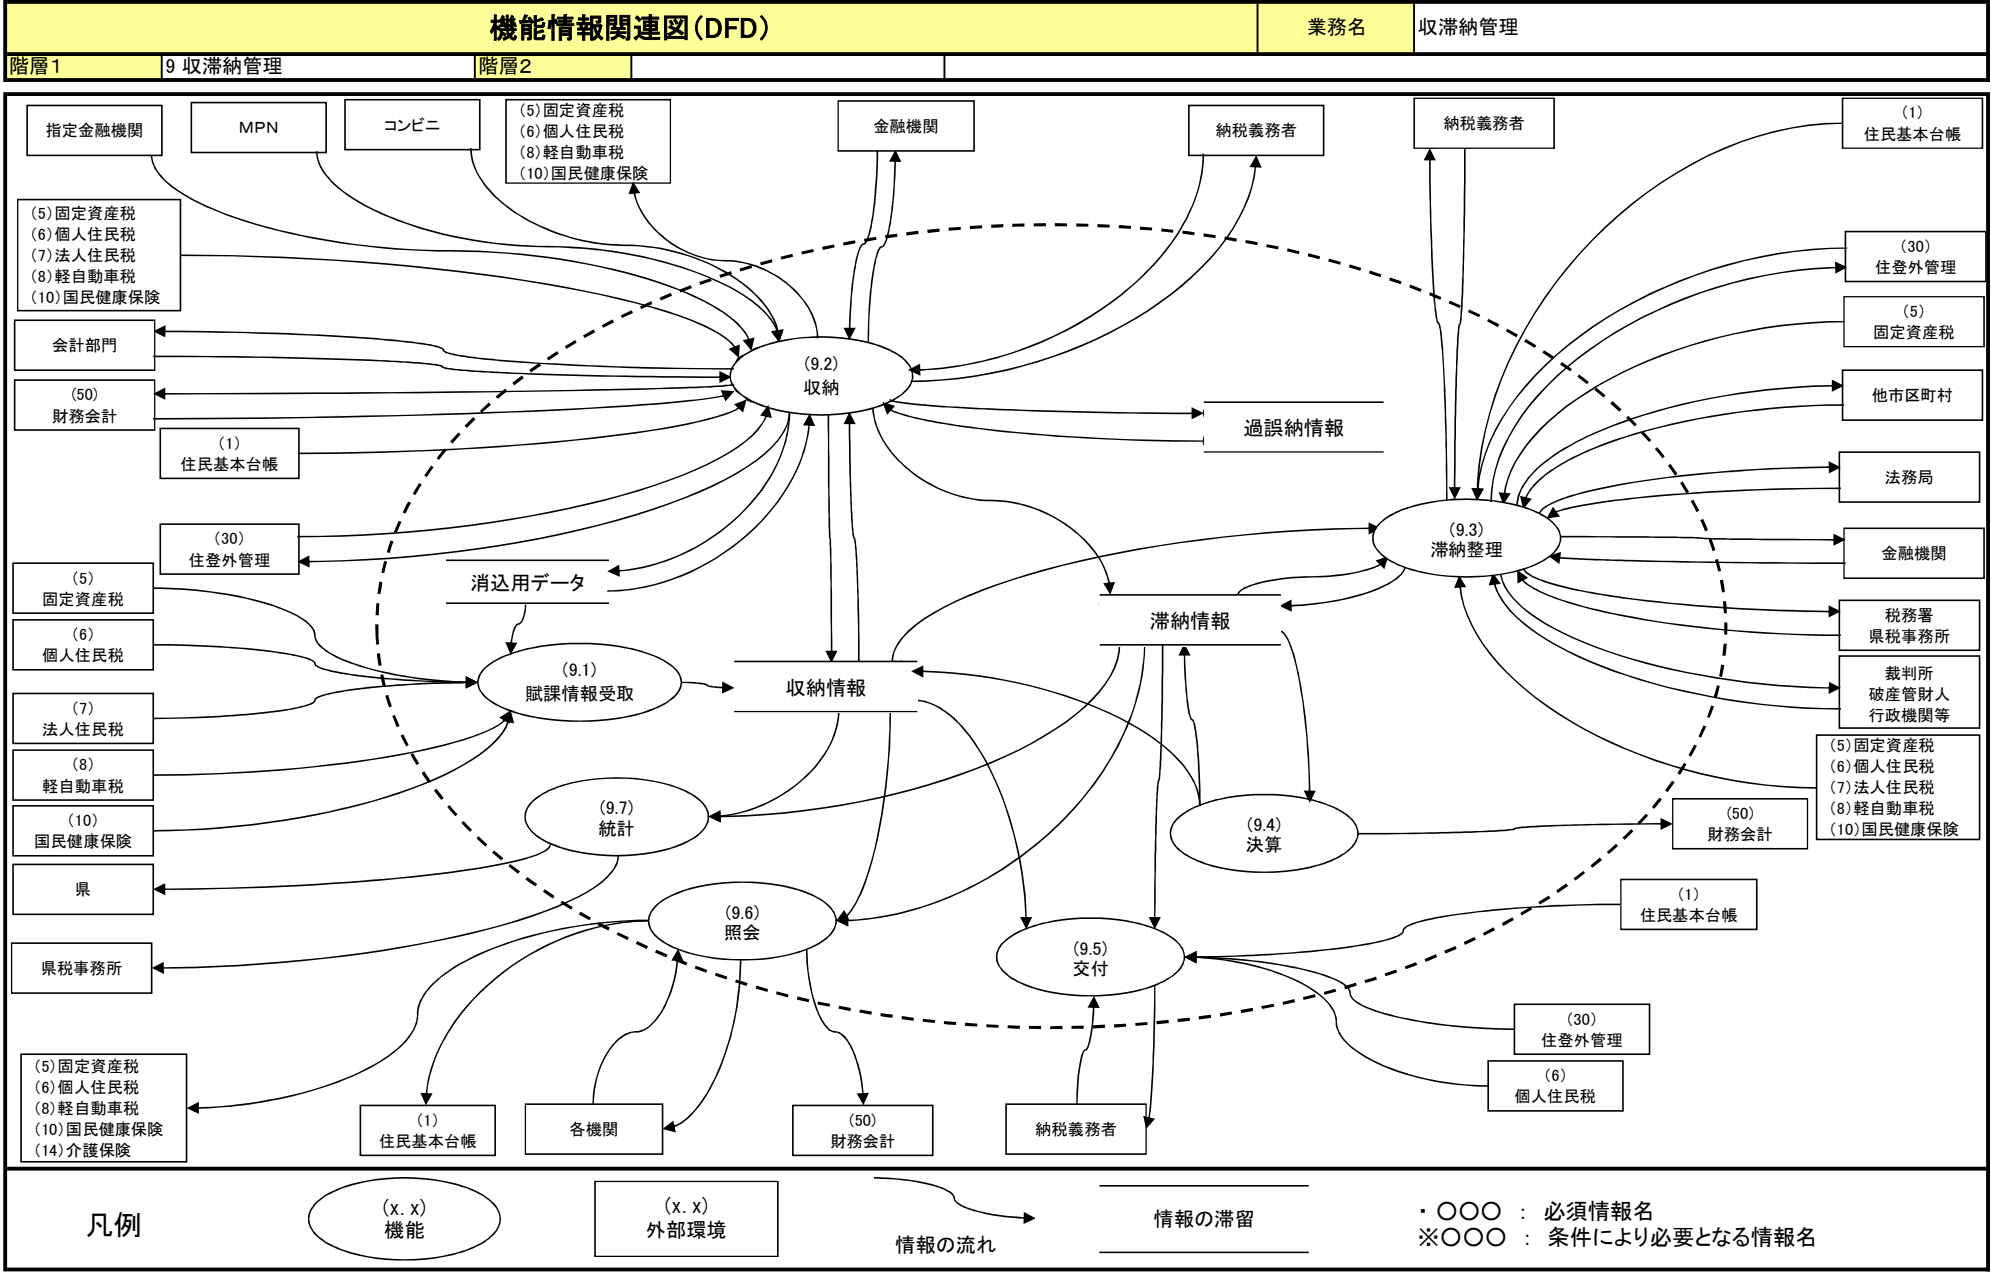 機能情報関連図(DFD)
業務名
収滞納管理
階層1
9 収滞納管理
階層2
指定金融機関
MPN
コンビニ
(5)固定資産税
(6)個人住民税
(8)軽自動車税
(10)国民健康保険
金融機関
納税義務者
納税義務者
(1)
住民基本台帳
(5)固定資産税
(6)個人住民税
(7)法人住民税
(8)軽自動車税
(10)国民健康保険
(30)
住登外管理
(5)
固定資産税
会計部門
(9.2)
収納
(50)
財務会計
他市区町村
過誤納情報
(1)
住民基本台帳
法務局
(30)
住登外管理
(9.3)
滞納整理
金融機関
(5)
固定資産税
消込用データ
滞納情報
税務署
県税事務所
(6)
個人住民税
(9.1)
賦課情報受取
収納情報
裁判所
破産管財人
行政機関等
(7)
法人住民税
(8)
軽自動車税
(5)固定資産税
(6)個人住民税
(7)法人住民税
(8)軽自動車税
(10)国民健康保険
(10)
国民健康保険
(9.7)
統計
(9.4)
決算
(50)
財務会計
県
(9.6)
照会
(1)
住民基本台帳
県税事務所
(9.5)
交付
(30)
住登外管理
(6)
個人住民税
(5)固定資産税
(6)個人住民税
(8)軽自動車税
(10)国民健康保険
(14)介護保険
(1)
住民基本台帳
各機関
(50)
財務会計
納税義務者
凡例
(x.x)
機能
(x.x)
外部環境
情報の流れ
情報の滞留
・○○○ : 必須情報名
※○○○ : 条件により必要となる情報名